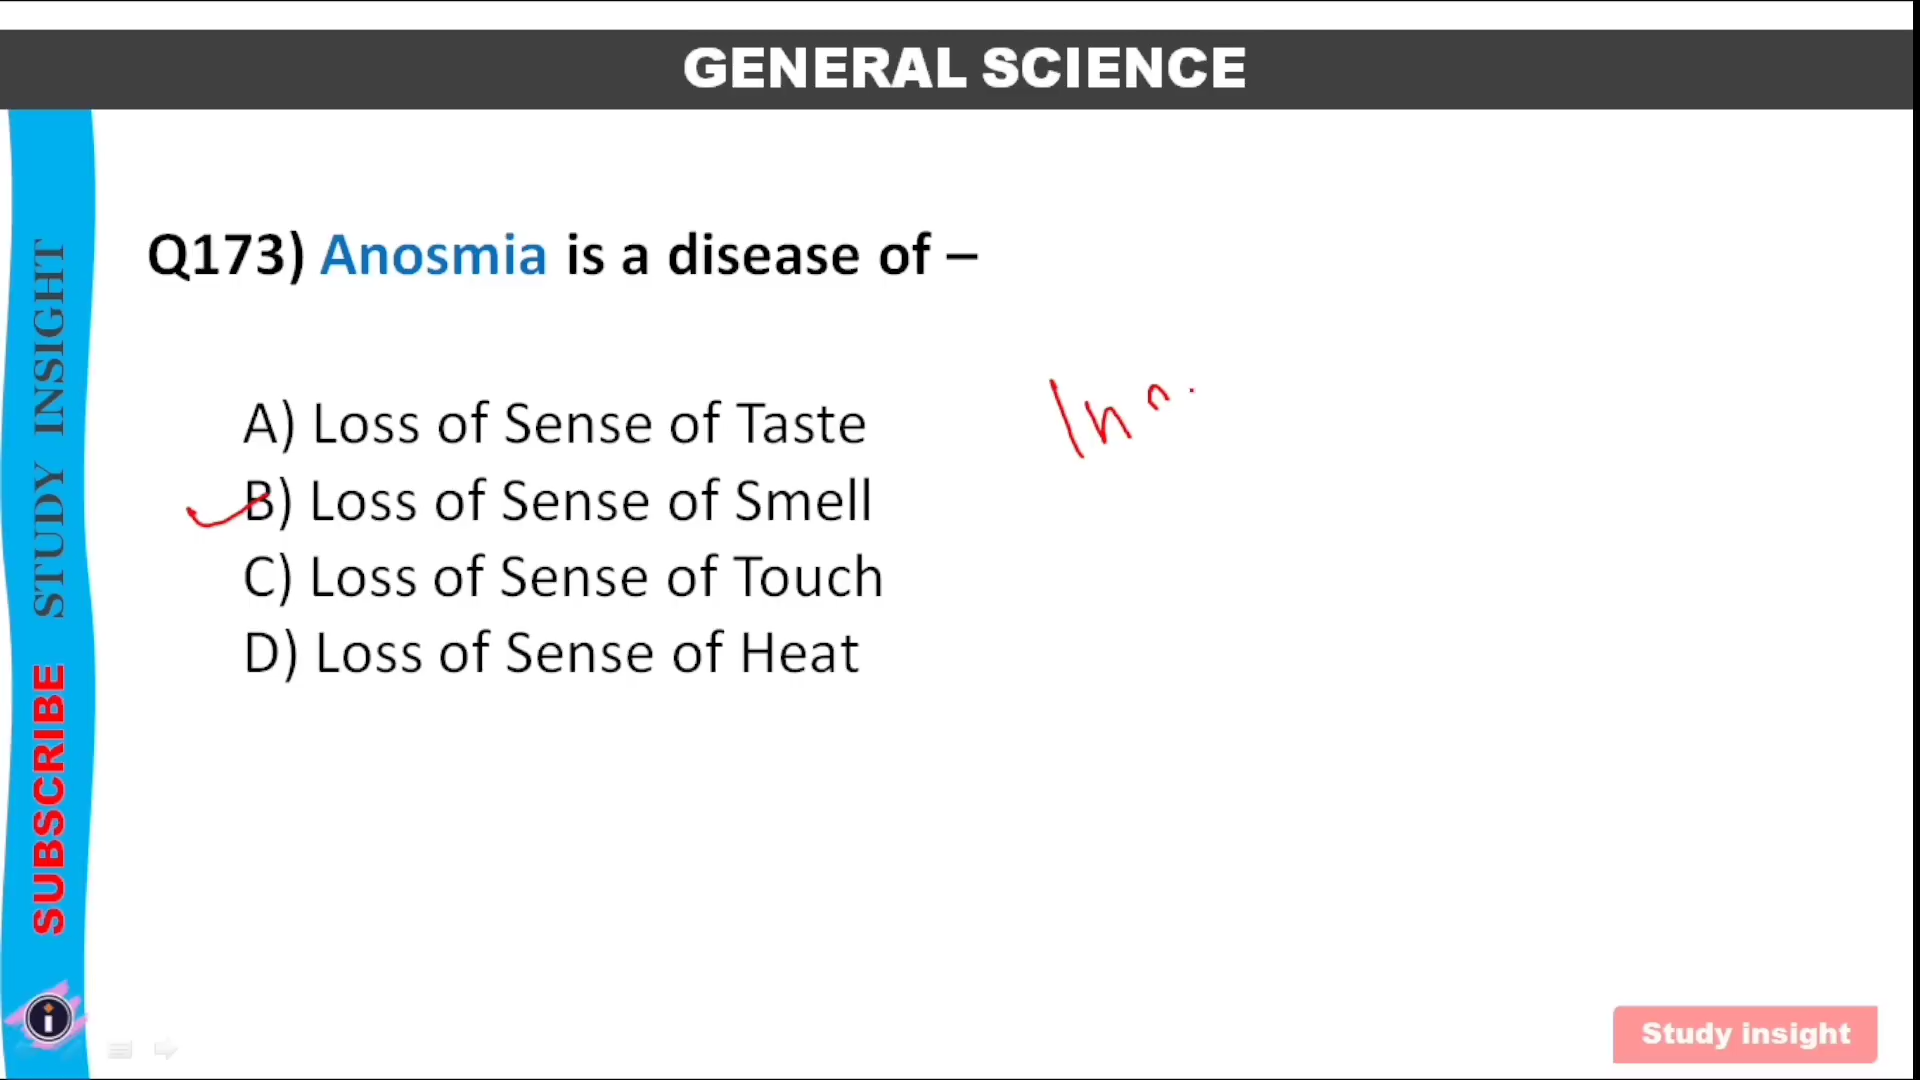 GENERAL SCIENCE
Q173) Anosmia is a disease of –
A) Loss of Sense of Taste
B) Loss of Sense of Smell
C) Loss of Sense of Touch
D) Loss of Sense of Heat
SUBSCRIBE STUDY INSIGHT
Study insight